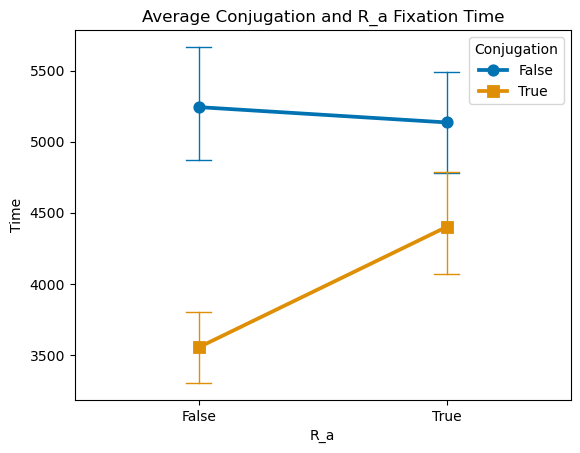 Average Conjugation and R_a Fixation Time
Conjugation
False
True
5500
5000
4500
4000
3500
Time
False
True
R_a